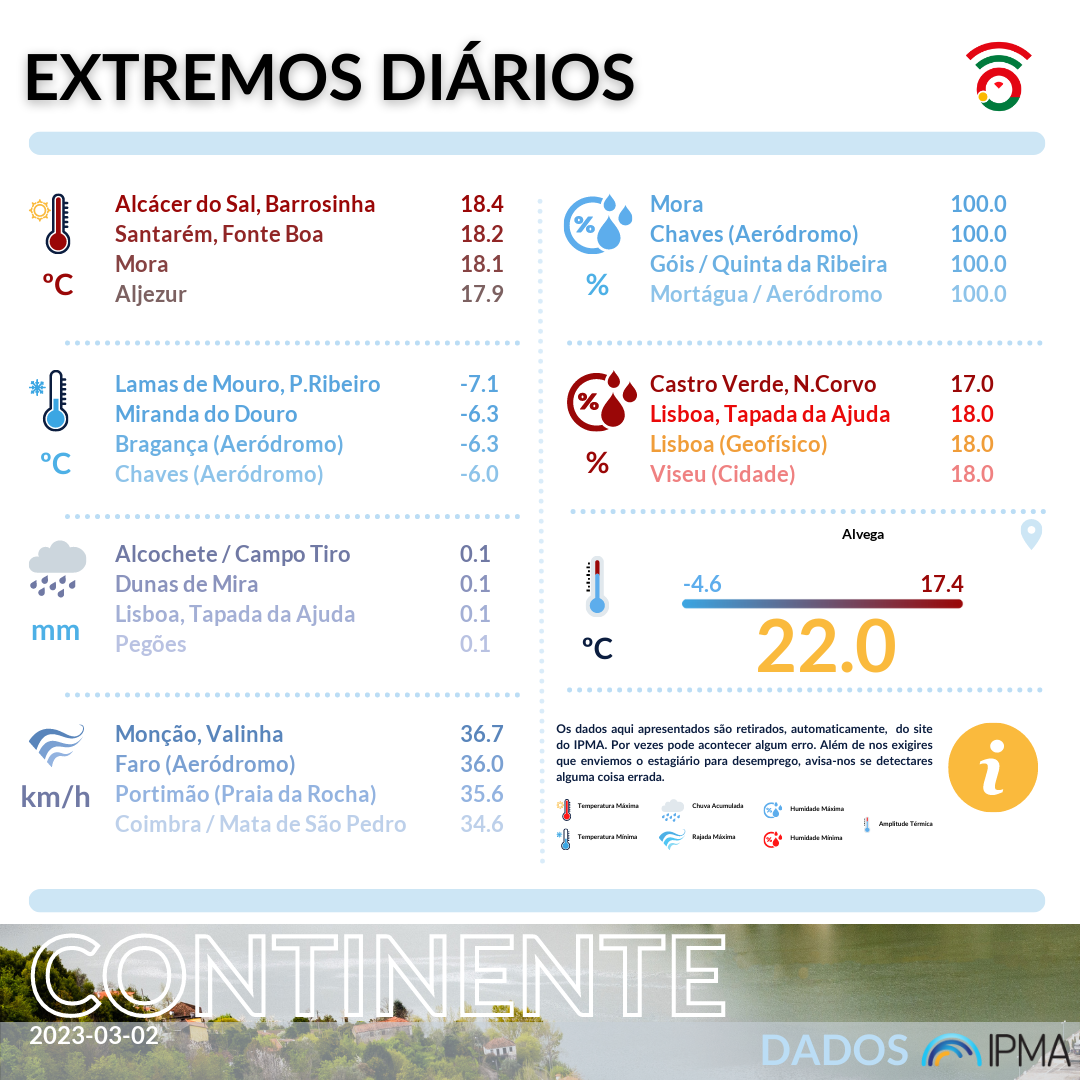 EXTREMOS DIÁRIOS
Alcácer do Sal, Barrosinha 18.4
Santarém, Fonte Boa 18.2
Mora 18.1
Aljezur 17.9
ºC
Lamas de Mouro, P.Ribeiro -7.1
Miranda do Douro -6.3
Bragança (Aeródromo) -6.3
Chaves (Aeródromo) -6.0
ºC
Alcochete / Campo Tiro 0.1
Dunas de Mira 0.1
Lisboa, Tapada da Ajuda 0.1
Pegões 0.1
mm
Monção, Valinha 36.7
Faro (Aeródromo) 36.0
Portimão (Praia da Rocha) 35.6
Coimbra / Mata de São Pedro 34.6
km/h
Mora 100.0
Chaves (Aeródromo) 100.0
Góis / Quinta da Ribeira 100.0
Mortágua / Aeródromo 100.0
%
%
Castro Verde, N.Corvo 17.0
Lisboa, Tapada da Ajuda 18.0
Lisboa (Geofísico) 18.0
Viseu (Cidade) 18.0
%
%
Alvega
-4.6 17.4
ºC
22.0
Os dados aqui apresentados são retirados, automaticamente, do site
do IPMA. Por vezes pode acontecer algum erro. Além de nos exigires
que enviemos o estagiário para desemprego, avisa-nos se detectares
alguma coisa errada.
i
Temperatura Máxima
Chuva Acumulada
% Humidade Máxima
Amplitude Térmica
Temperatura Mínima
Rajada Máxima
% Humidade Mínima
CONTINENTE
2023-03-02
DADOS IPMA